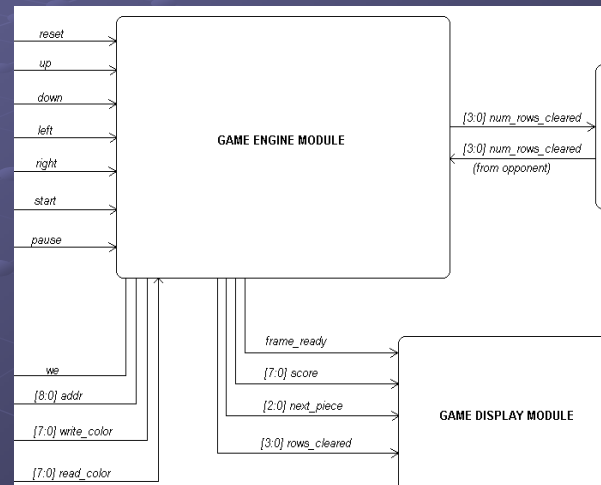 reset
up
down
left
right
start
pause
GAME ENGINE MODULE
[3:0] num_rows_cleared
[3:0] num_rows_cleared
(from opponent)
we
[8:0] addr
[7:0] write_color
[7:0] read_color
frame_ready
[7:0] score
[2:0] next_piece
[3:0] rows_cleared
GAME DISPLAY MODULE